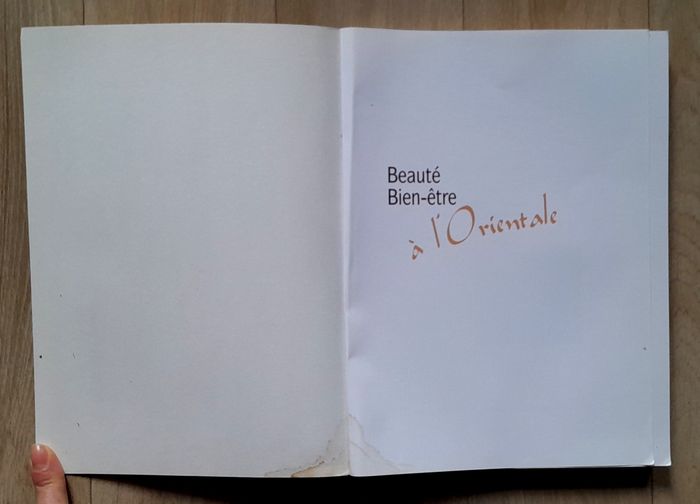 Beauté
Bien-être
à l'Orientale